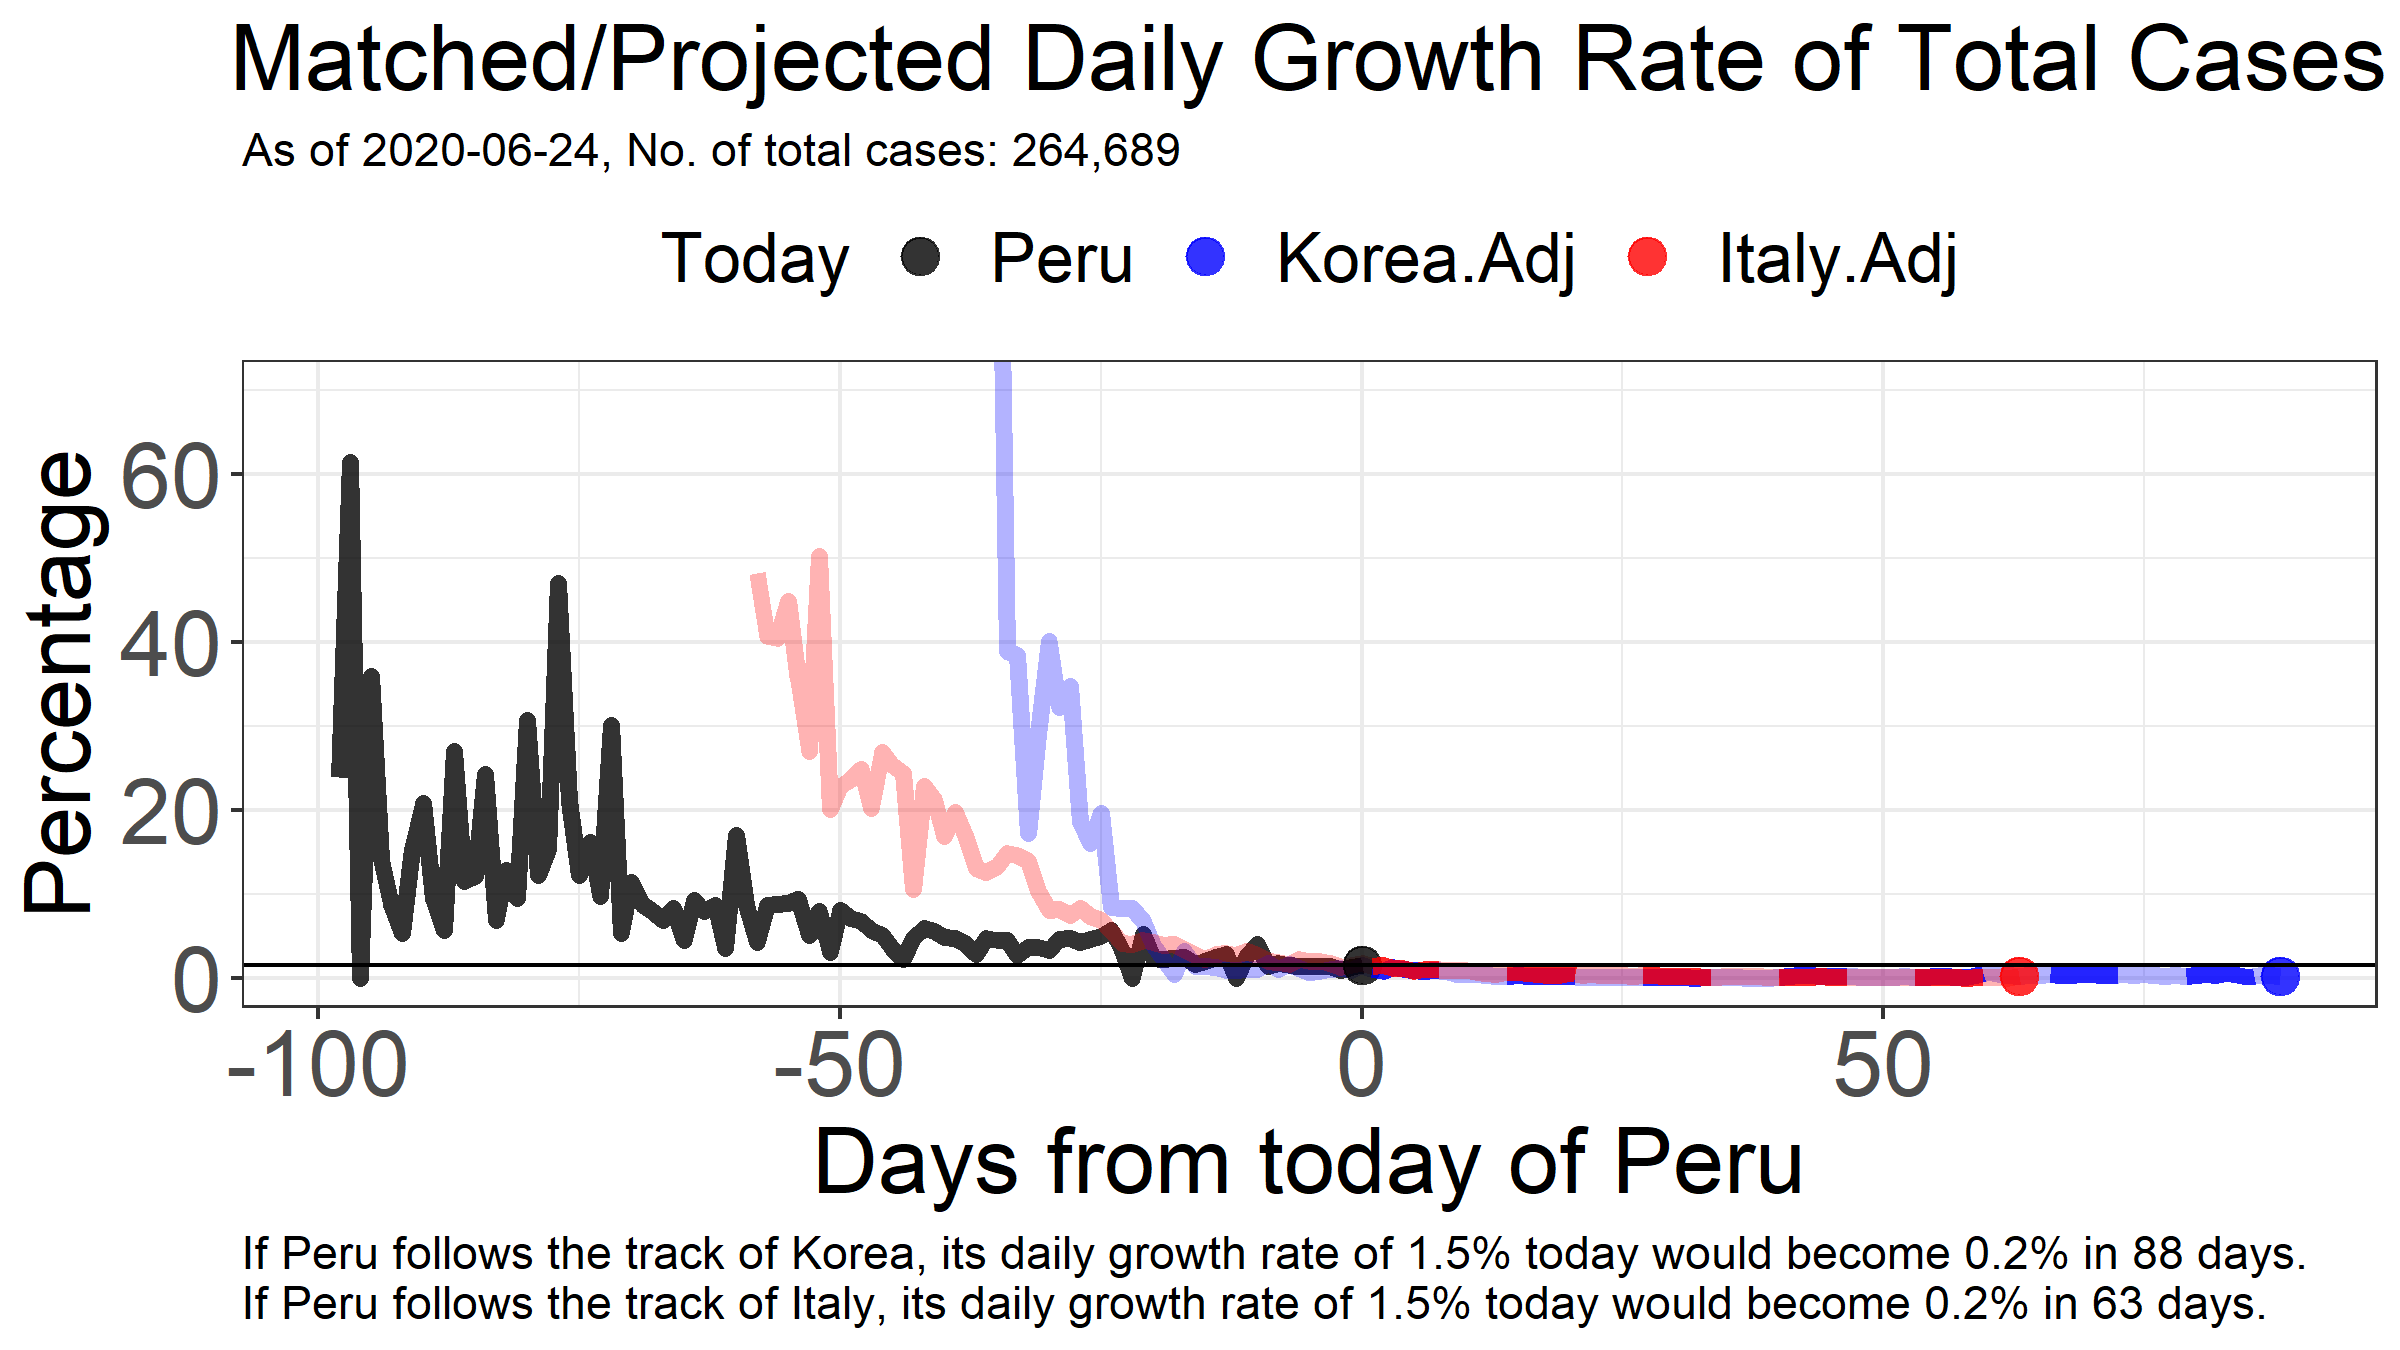 Matched/Projected Daily Growth Rate of Total Cases
As of 2020-06-24, No. of total cases: 264,689
Today Peru Korea.Adj Italy.Adj
Percentage
60
40
20
0
-100 -50 0 50
Days from today of Peru
If Peru follows the track of Korea, its daily growth rate of 1.5% today would become 0.2% in 88 days.
If Peru follows the track of Italy, its daily growth rate of 1.5% today would become 0.2% in 63 days.